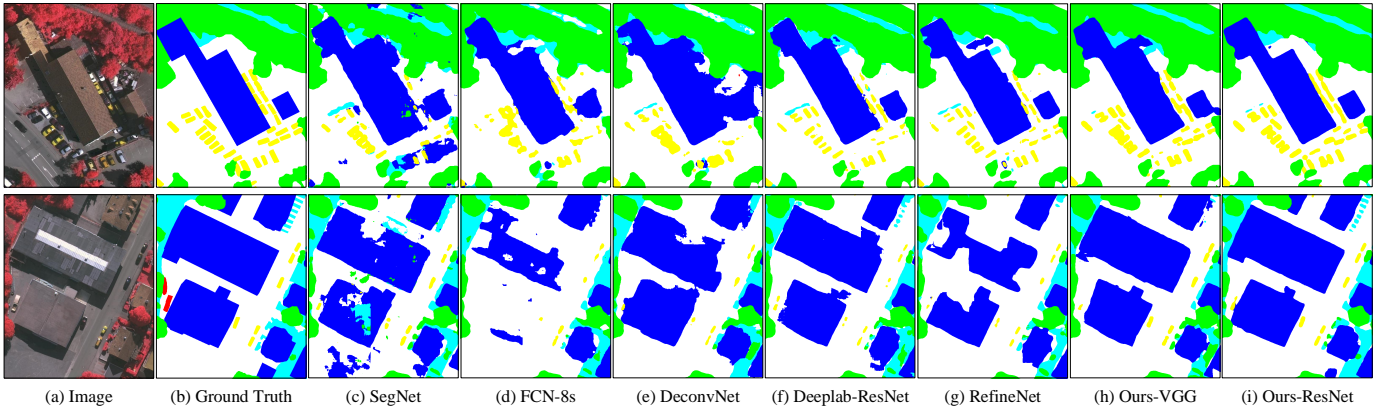 (a) Image (b) Ground Truth (c) SegNet (d) FCN-8s (e) DeconvNet (f) Deeplab-ResNet (g) RefineNet (h) Ours-VGG (i) Ours-ResNet